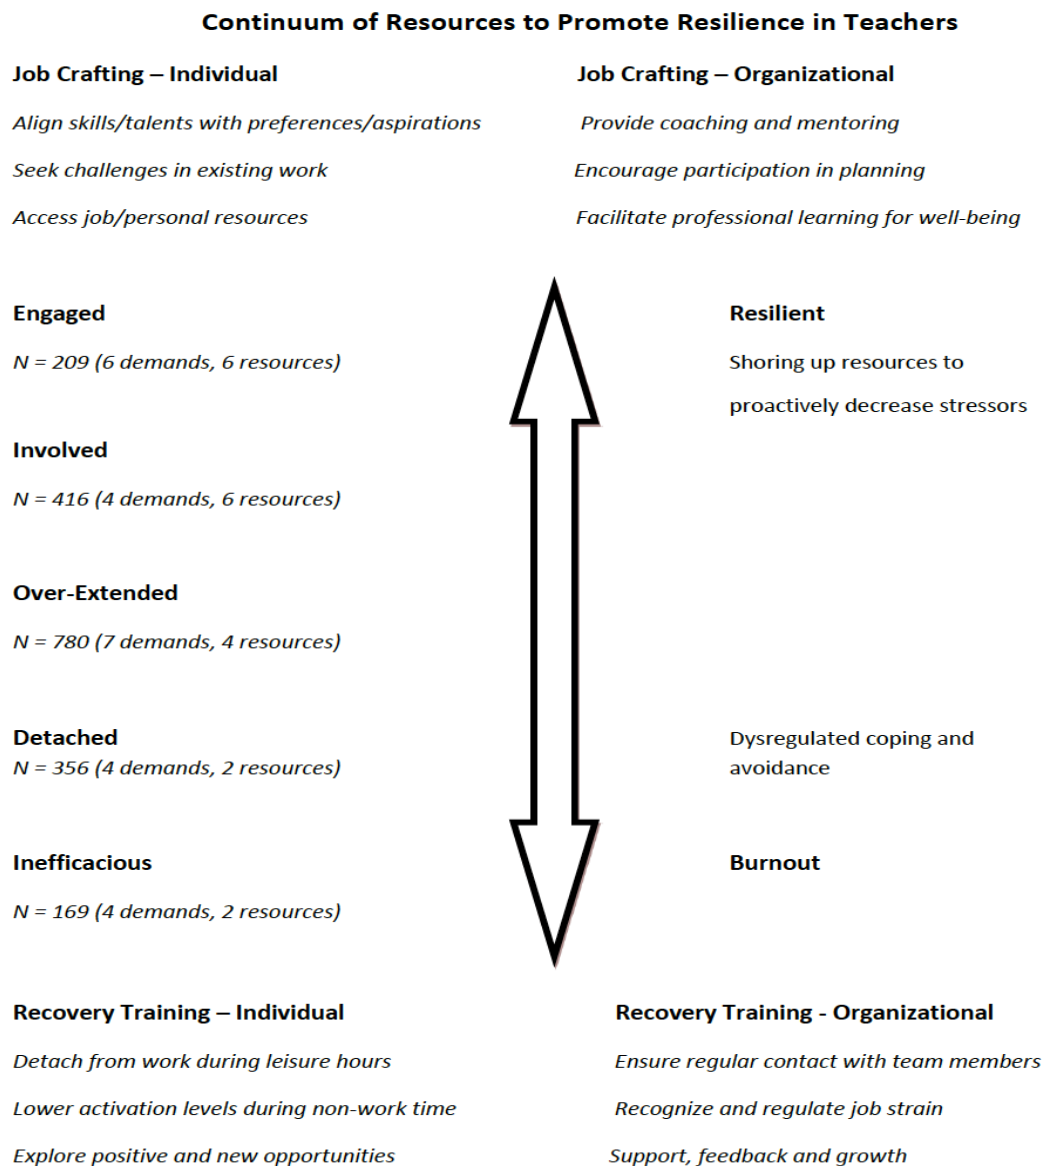 Continuum of Resources to Promote Resilience in Teachers
Job Crafting – Individual
Job Crafting – Organizational
Align skills/talents with preferences/aspirations
Provide coaching and mentoring
Seek challenges in existing work
Encourage participation in planning
Access job/personal resources
Facilitate professional learning for well-being
Engaged
Resilient
N = 209 (6 demands, 6 resources)
Shoring up resources to
proactively decrease stressors
Involved
N = 416 (4 demands, 6 resources)
Over-Extended
N = 780 (7 demands, 4 resources)
Detached
N = 356 (4 demands, 2 resources)
Dysregulated coping and
avoidance
Inefficacious
Burnout
N = 169 (4 demands, 2 resources)
Recovery Training – Individual
Recovery Training - Organizational
Detach from work during leisure hours
Ensure regular contact with team members
Lower activation levels during non-work time
Recognize and regulate job strain
Explore positive and new opportunities
Support, feedback and growth